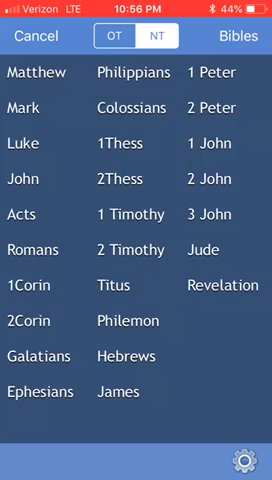 Verizon LTE 10:56 PM 44%
Cancel OT NT Bibles
Matthew Philippians 1 Peter
Mark Colossians 2 Peter
Luke 1Thess 1 John
John 2Thess 2 John
Acts 1 Timothy 3 John
Romans 2 Timothy Jude
1Corin Titus Revelation
2Corin Philemon
Galatians Hebrews
Ephesians James